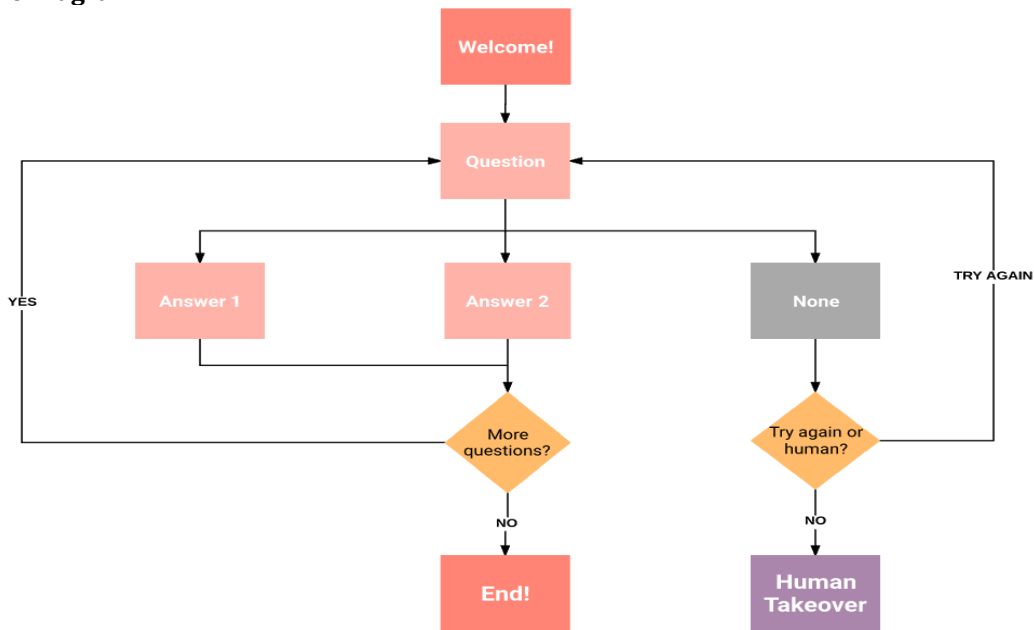 Welcome!
Question
Answer 1
Answer 2
None
YES
TRY AGAIN
More
questions?
Try again or
human?
NO
NO
End!
Human
Takeover